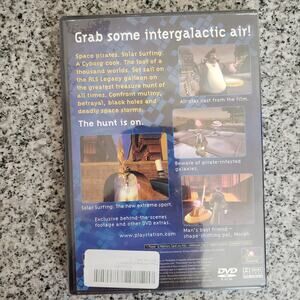 Grab some intergalactic air!
Space pirates. Solar Surfing.
A Cyborg cook. The loot of a
thousand worlds. Set sail on
the RLS Legacy galleon on
the greatest treasure hunt of
all times. Confront mutiny,
betrayal, black holes and
deadly space storms.
The hunt is on.
All-star cast from the film.
Beware of pirate-infested
galaxies.
Solar Surfing. The new extreme sport.
Exclusive behind-the-scenes
footage and other DVD extras.
www.playstation.com
Man's best friend –
shape-shifting pal, Morph.
DVD